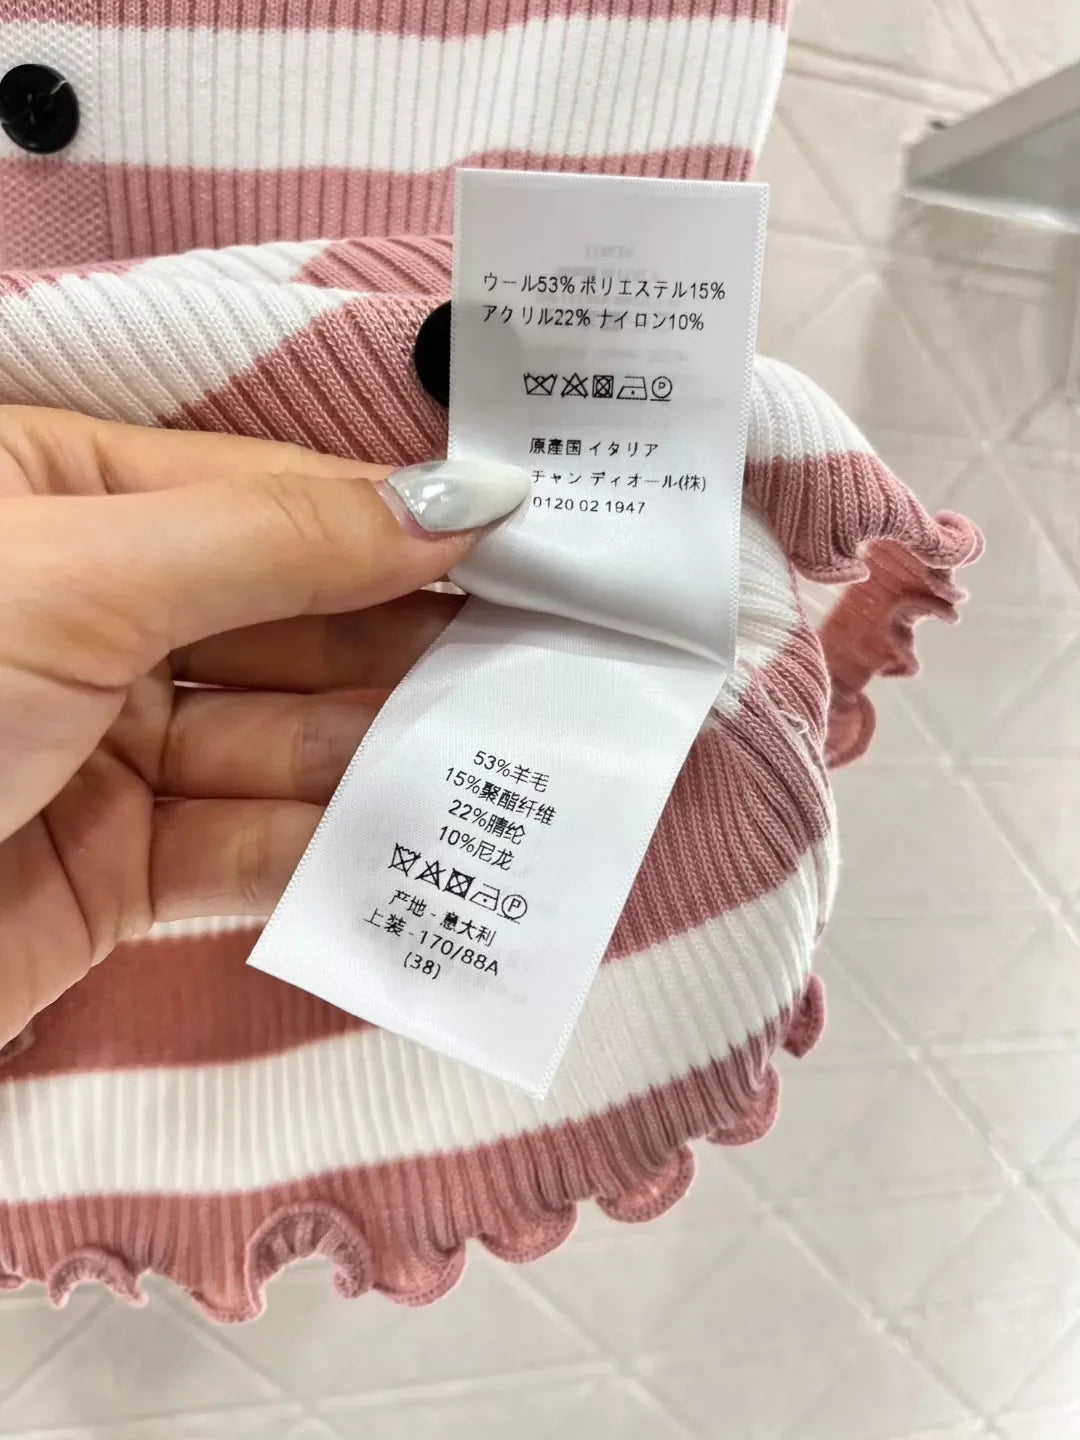 ウール53% ポリエステル15%
アクリル22% ナイロン10%
P
原産国 イタリア
チャン ディオール(株)
0120 02 1947
53%羊毛
15%聚酯纤维
22%腈纶
10%尼龙
P
产地 - 意大利
上装 - 170/88A
(38)